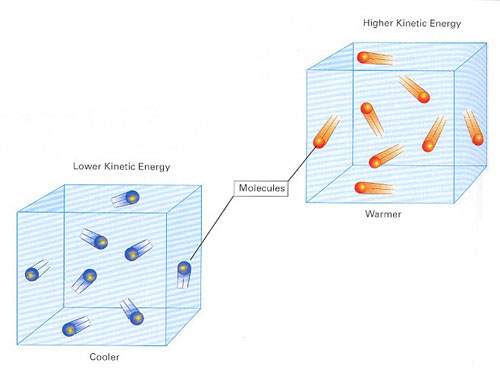 Higher Kinetic Energy
Lower Kinetic Energy
Molecules
Warmer
Cooler